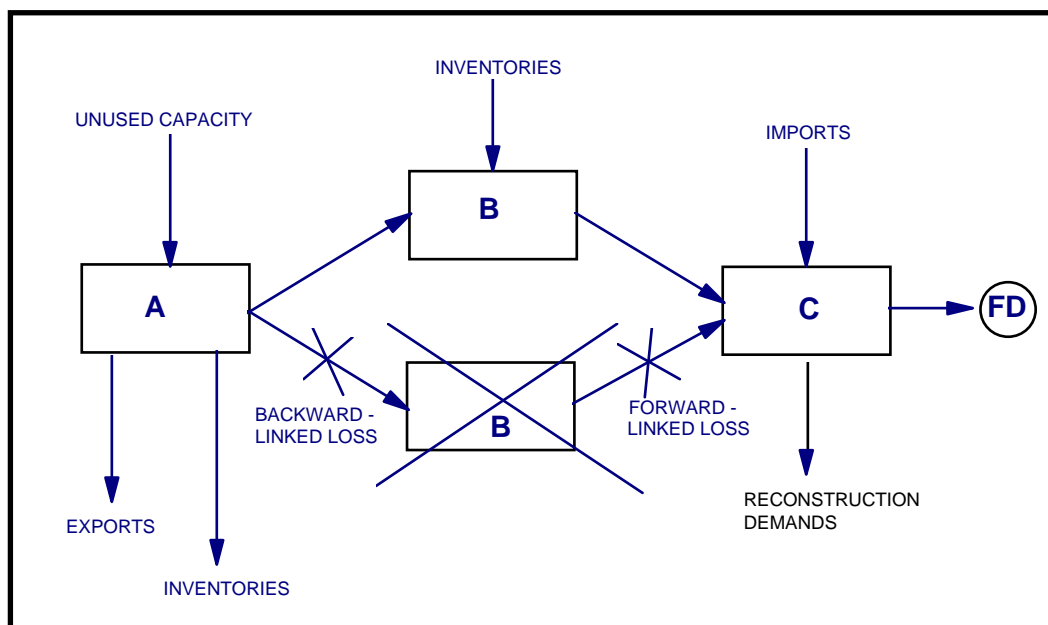 INVENTORIES
UNUSED CAPACITY
IMPORTS
B
A
C
FD
BACKWARD -
LINKED LOSS
B
FORWARD -
LINKED LOSS
EXPORTS
INVENTORIES
RECONSTRUCTION
DEMANDS